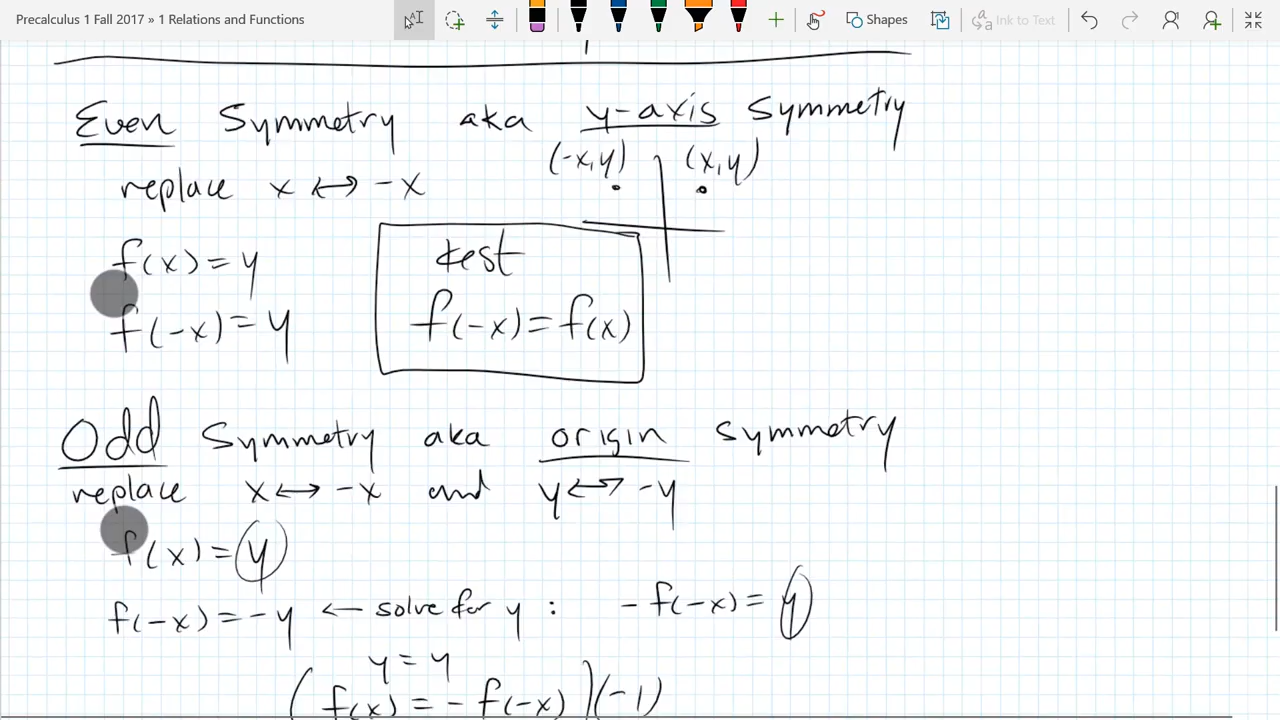 Precalculus 1 Fall 2017 » 1 Relations and Functions
Shapes
Ink to Text
Even Symmetry aka y-axis symmetry
(-x,y) (x,y)
replace x ↔ -x
f(x) = y
test
f(-x) = y
f(-x) = f(x)
Odd Symmetry aka origin symmetry
replace x ↔ -x and y ↔ -y
f(x) = y
f(-x) = -y ← solve for y : -f(-x) = y
y = y
( f(x) = - f(-x) )(-1)